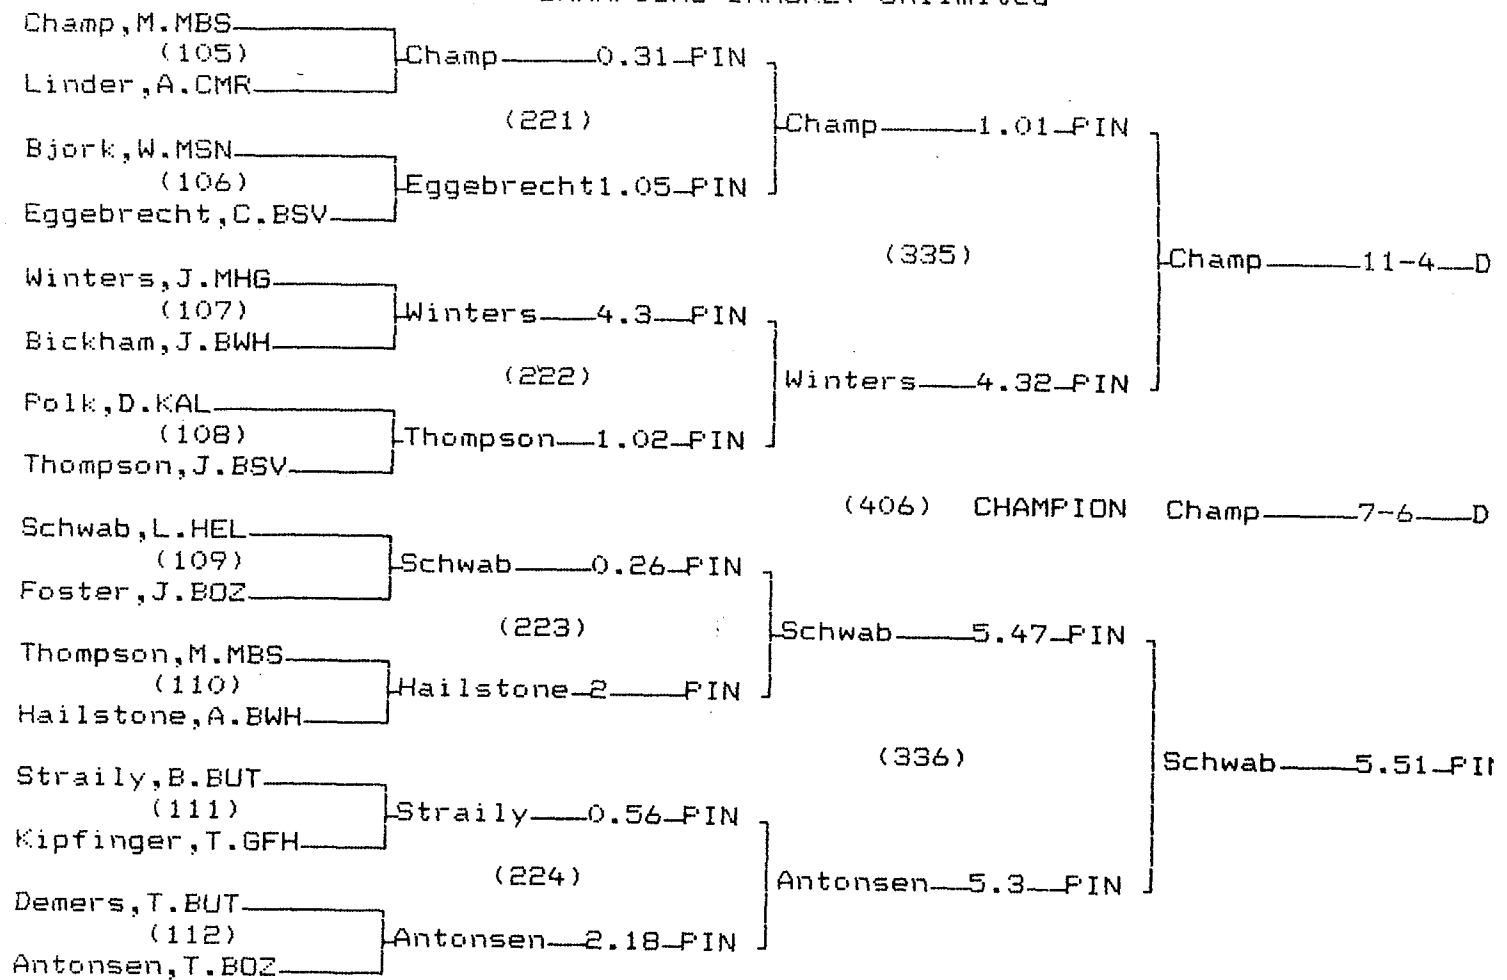 Unlimited
Champ,M.MBS
(105)
Champ 0.31 PIN
Linder,A.CMR
(221)
Champ 1.01 PIN
Bjork,W.MSN
(106)
Eggebrecht 1.05 PIN
Eggebrecht,C.BSV
(335)
Champ 11-4 D
Winters,J.MHG
(107)
Winters 4.3 PIN
Bickham,J.BWH
(222)
Winters 4.32 PIN
Polk,D.KAL
(108)
Thompson 1.02 PIN
Thompson,J.BSV
(406) CHAMPION Champ 7-6 D
Schwab,L.HEL
(109)
Schwab 0.26 PIN
Foster,J.BOZ
(223)
Schwab 5.47 PIN
Thompson,M.MBS
(110)
Hailstone 2 PIN
Hailstone,A.BWH
(336)
Schwab 5.51 PIN
Straily,B.BUT
(111)
Straily 0.56 PIN
Kipfinger,T.GFH
(224)
Antonsen 5.3 PIN
Demers,T.BUT
(112)
Antonsen 2.18 PIN
Antonsen,T.BOZ